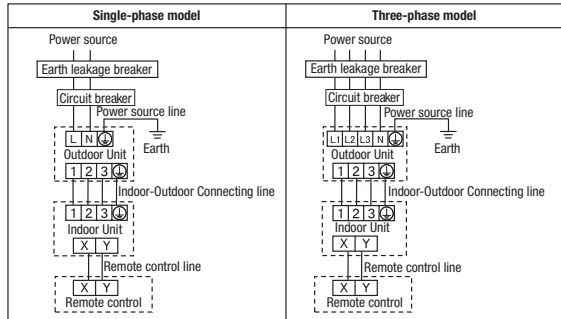 Single-phase model
Power source
Earth leakage breaker
Circuit breaker
Power source line
L N
Earth
Outdoor Unit
1 2 3
Indoor-Outdoor Connecting line
1 2 3
Indoor Unit
X Y
Remote control line
X Y
Remote control
Three-phase model
Power source
Earth leakage breaker
Circuit breaker
Power source line
L1 L2 L3 N
Earth
Outdoor Unit
1 2 3
Indoor-Outdoor Connecting line
1 2 3
Indoor Unit
X Y
Remote control line
X Y
Remote control